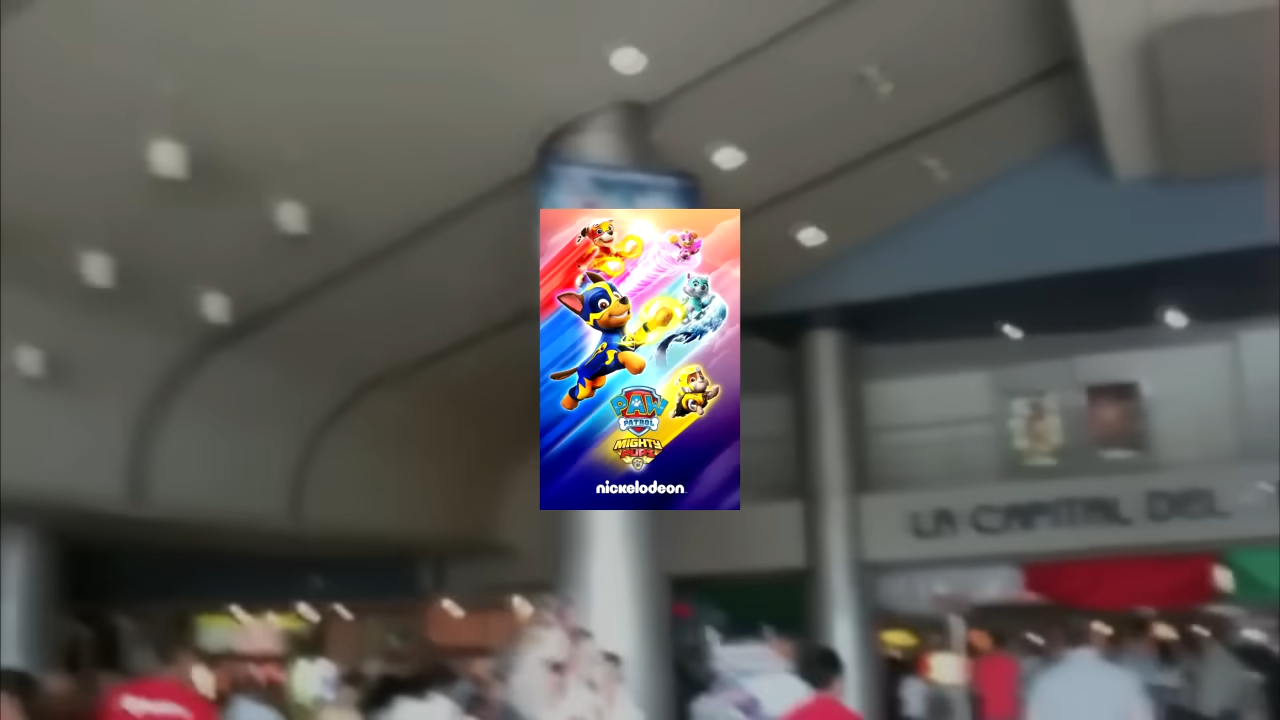 PAW
PATROL
MIGHTY
PUPS
nickelodeon
LA CAPITAL DEL